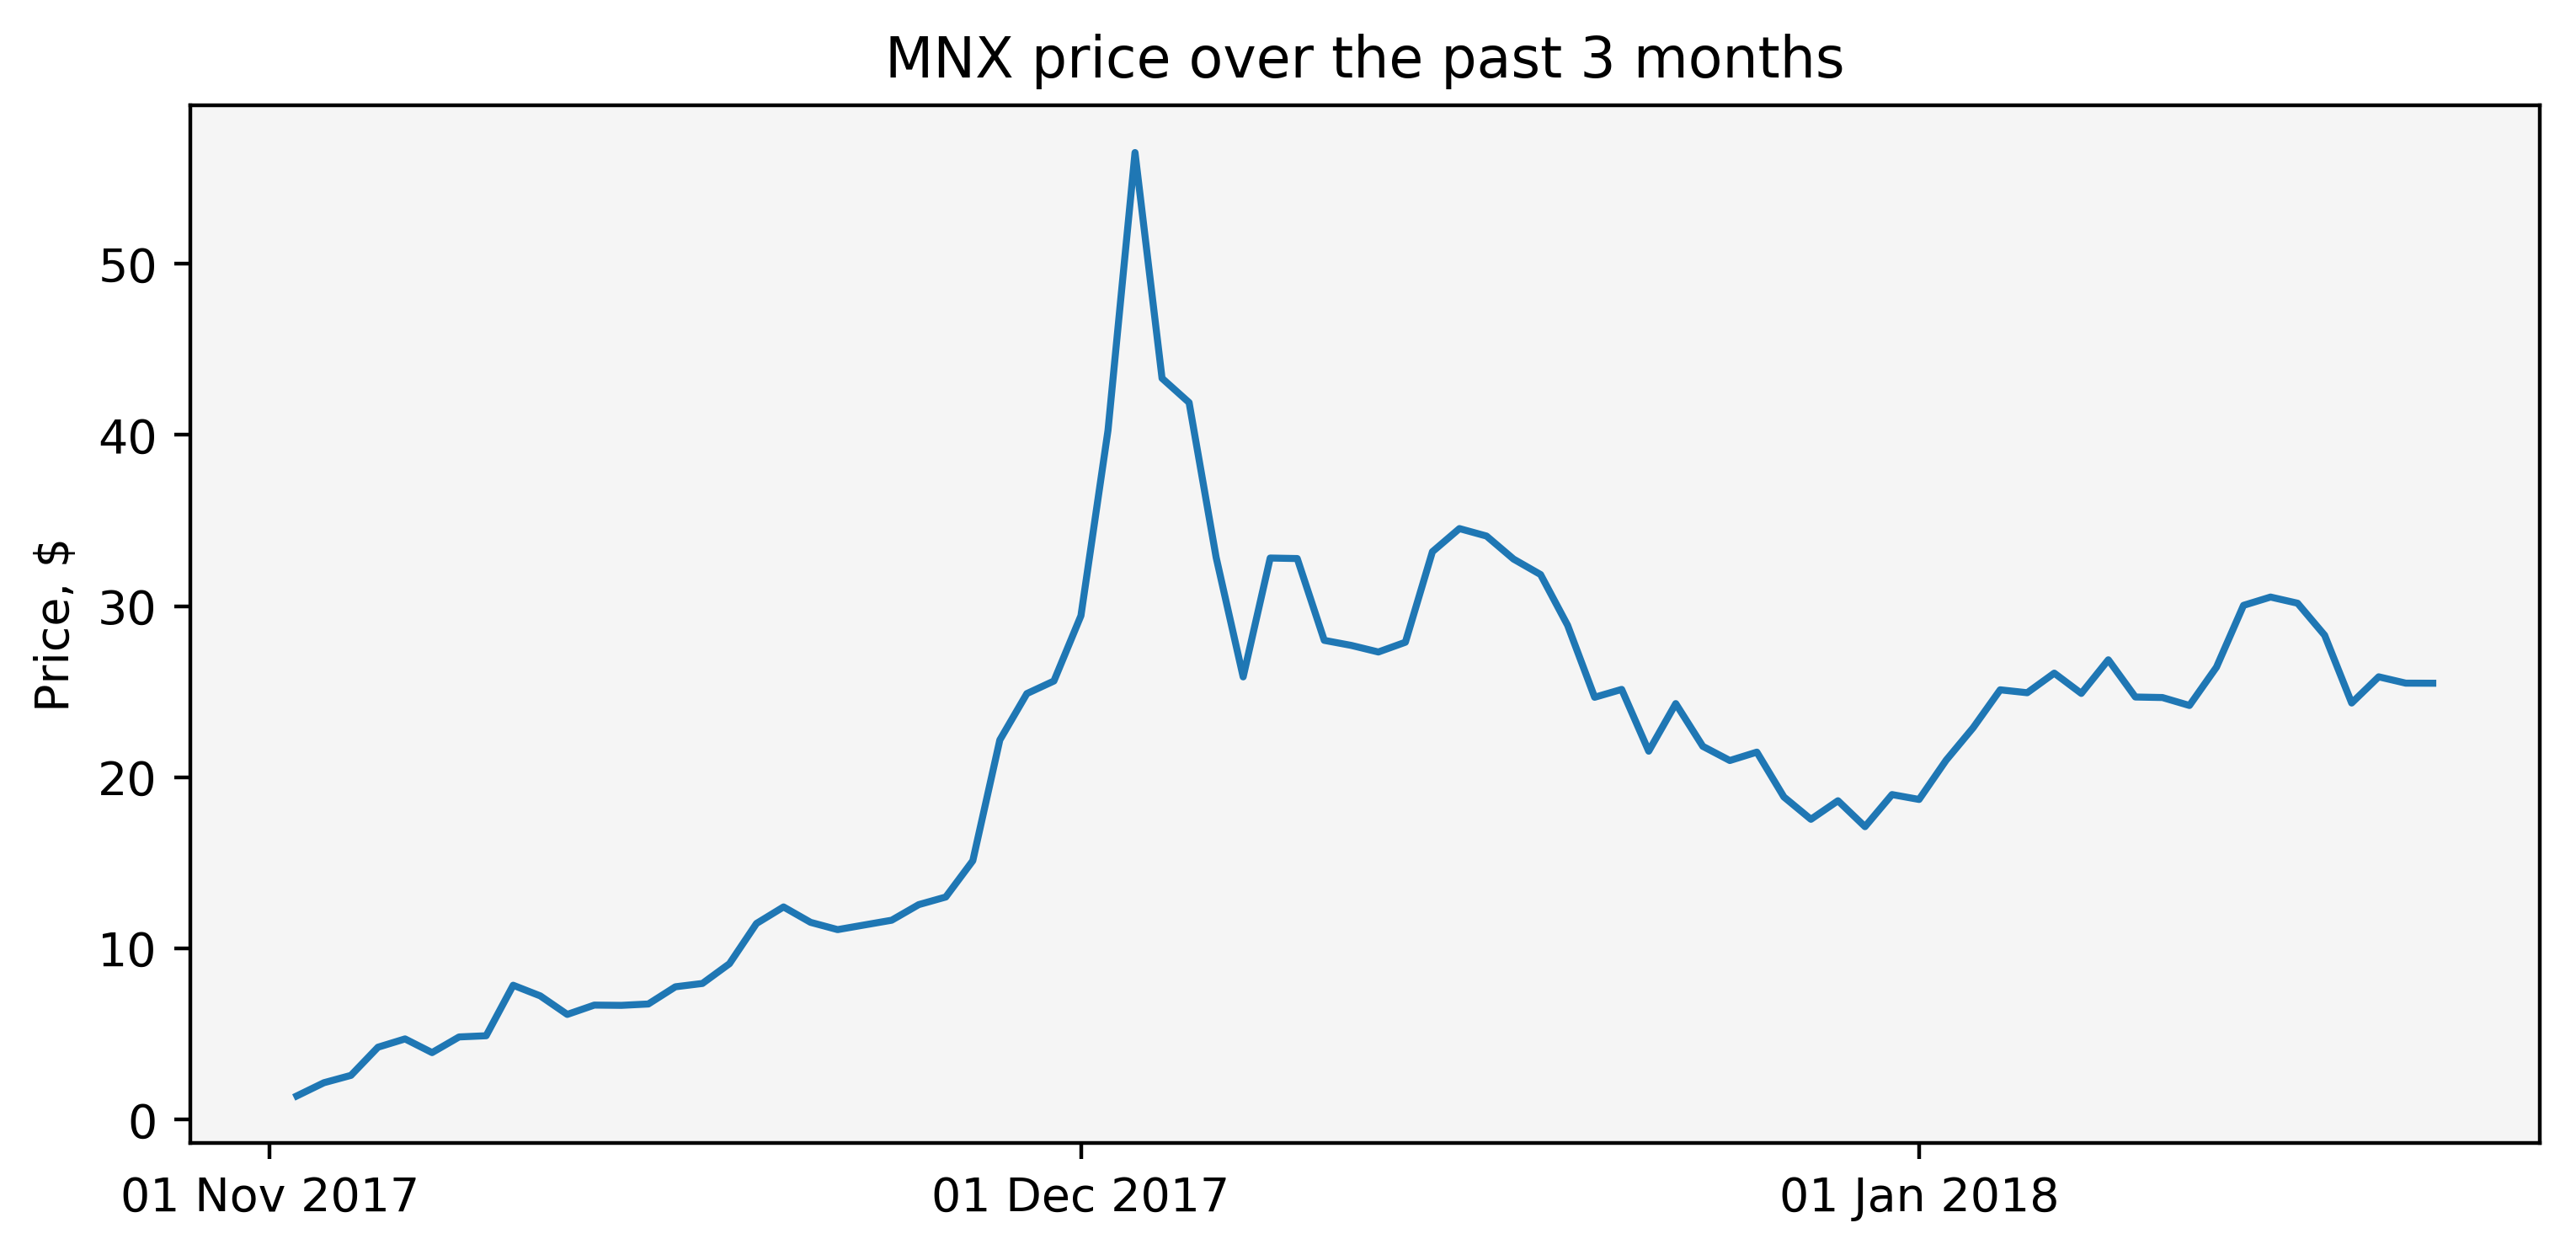 MNX price over the past 3 months
Price, $
50
40
30
20
10
0
01 Nov 2017
01 Dec 2017
01 Jan 2018